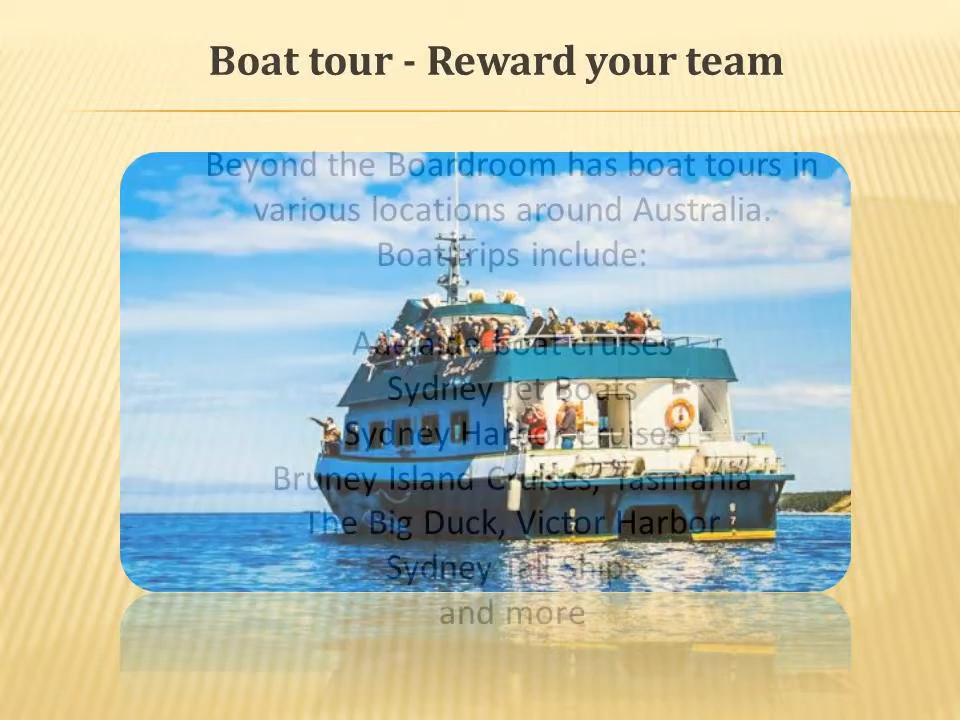 Boat tour - Reward your team
Beyond the Boardroom has boat tours in
various locations around Australia.
Boat trips include:
Adelaide boat cruises
Sydney Jet Boats
Sydney Harbor Cruises
Bruney Island Cruises, Tasmania
The Big Duck, Victor Harbor
Sydney Tall Ship
and more